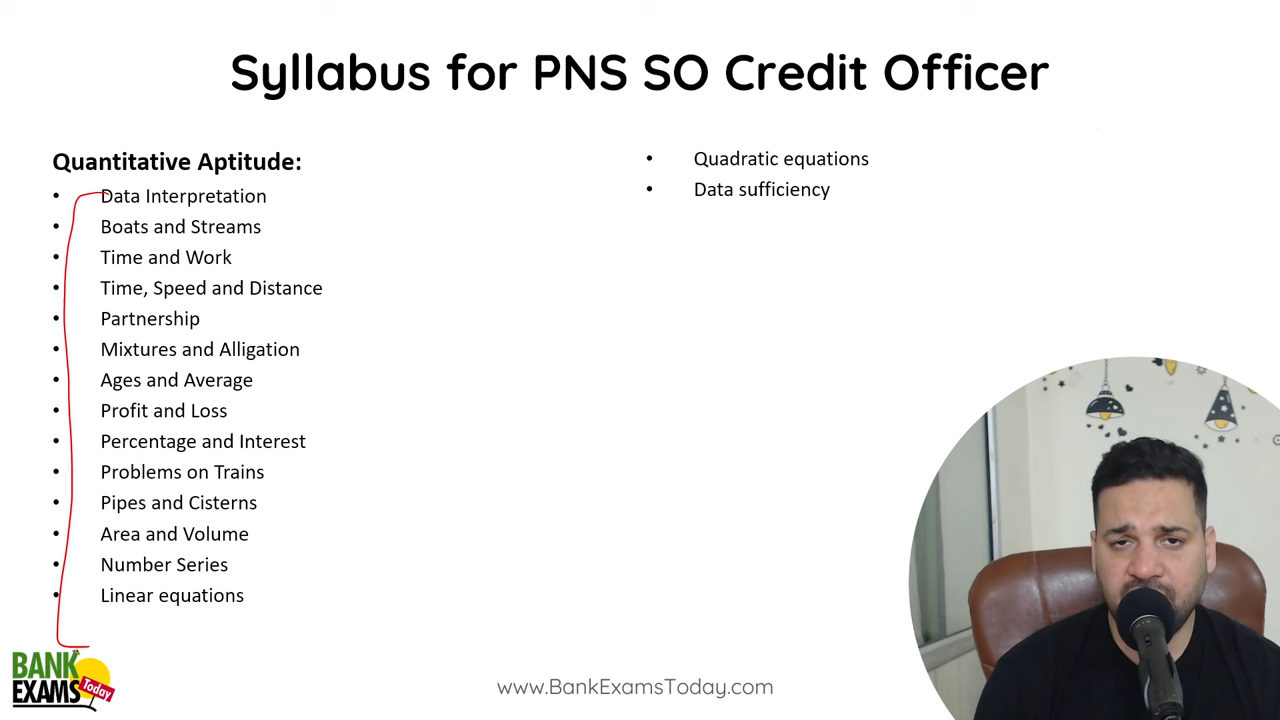 Syllabus for PNS SO Credit Officer
Quantitative Aptitude:
• Data Interpretation
• Boats and Streams
• Time and Work
• Time, Speed and Distance
• Partnership
• Mixtures and Alligation
• Ages and Average
• Profit and Loss
• Percentage and Interest
• Problems on Trains
• Pipes and Cisterns
• Area and Volume
• Number Series
• Linear equations
• Quadratic equations
• Data sufficiency
BANK
EXAMS Today
www.BankExamsToday.com